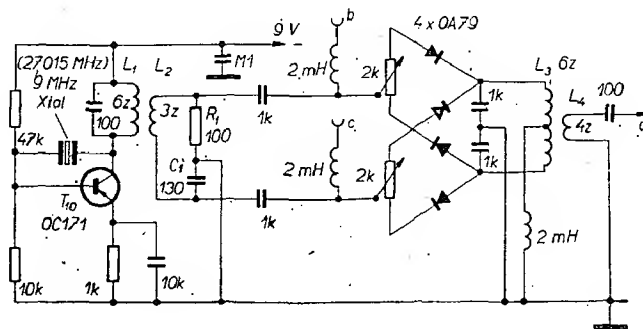 9 V
b
4 x OA79
(27015 MHz)
9 MHz
Xtal
L1
L2
M1
2 mH
2k
L3
6z
6z
100
3z
R1
100
1k
1k
L4
4z
100
47k
c
2 mH
2k
1k
C1
130
1k
T10
OC171
2 mH
10k
1k
10k